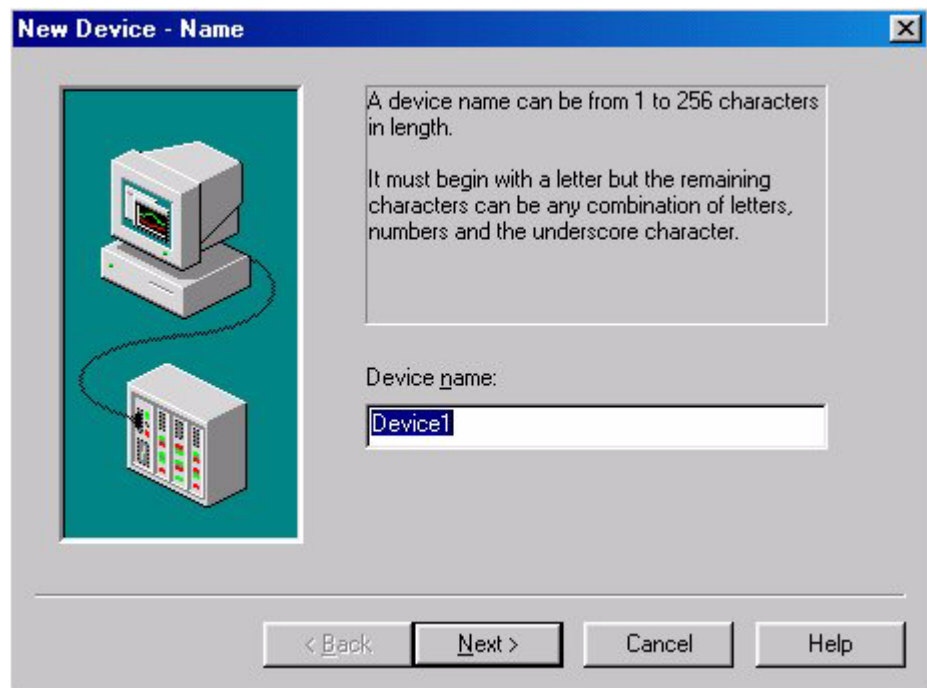 New Device - Name
A device name can be from 1 to 256 characters
in length.
It must begin with a letter but the remaining
characters can be any combination of letters,
numbers and the underscore character.
Device name:
Device1
< Back
Next >
Cancel
Help